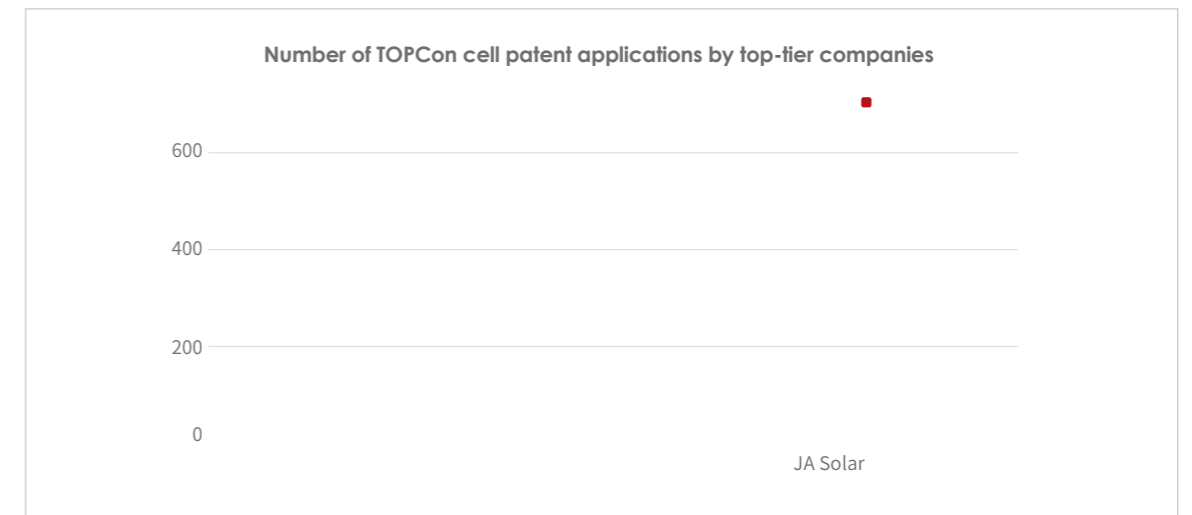 Number of TOPCon cell patent applications by top-tier companies
600
400
200
0
JA Solar